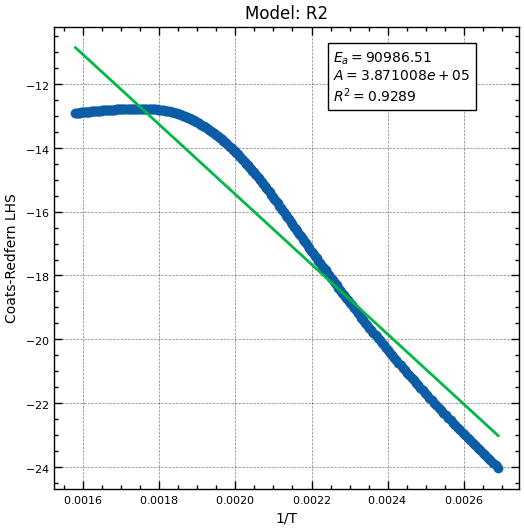 Model: R2
E_a = 90986.51
A = 3.871008e + 05
R² = 0.9289
−12
−14
−16
−18
−20
−22
−24
Coats-Redfern LHS
0.0016 0.0018 0.0020 0.0022 0.0024 0.0026
1/T